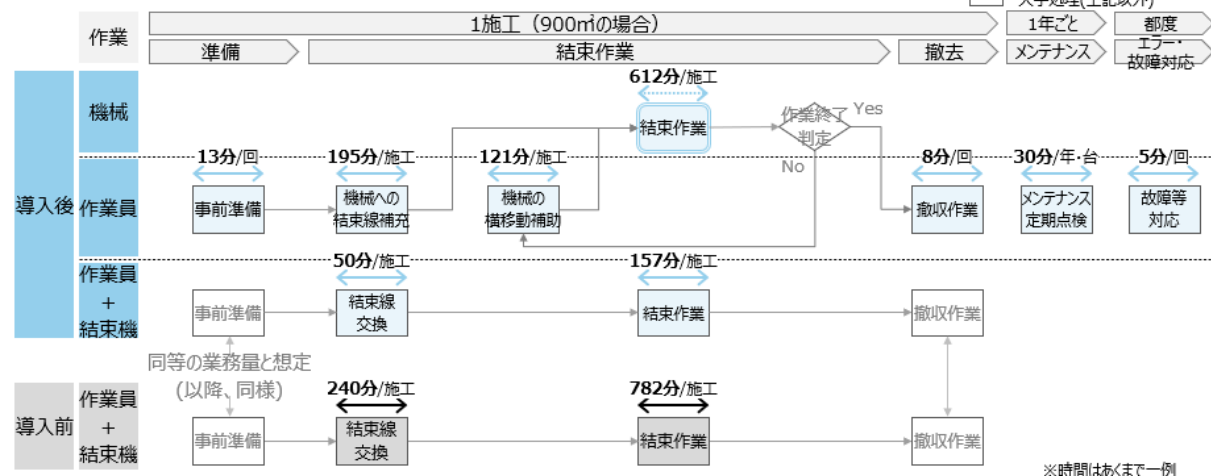 作業
1施工（900㎡の場合）
1年ごと
都度
準備
結束作業
撤去
メンテナンス
エラー・
故障対応
導入後
機械
612分/施工
結束作業
作業終了
判定
Yes
No
作業員
13分/回
事前準備
195分/施工
機械への
結束線補充
121分/施工
機械の
横移動補助
8分/回
撤収作業
30分/年・台
メンテナンス
定期点検
5分/回
故障等
対応
作業員
+
結束機
事前準備
50分/施工
結束線
交換
157分/施工
結束作業
撤収作業
同等の業務量と想定
(以降、同様)
導入前
作業員
+
結束機
事前準備
240分/施工
結束線
交換
782分/施工
結束作業
撤収作業
※時間はあくまで一例